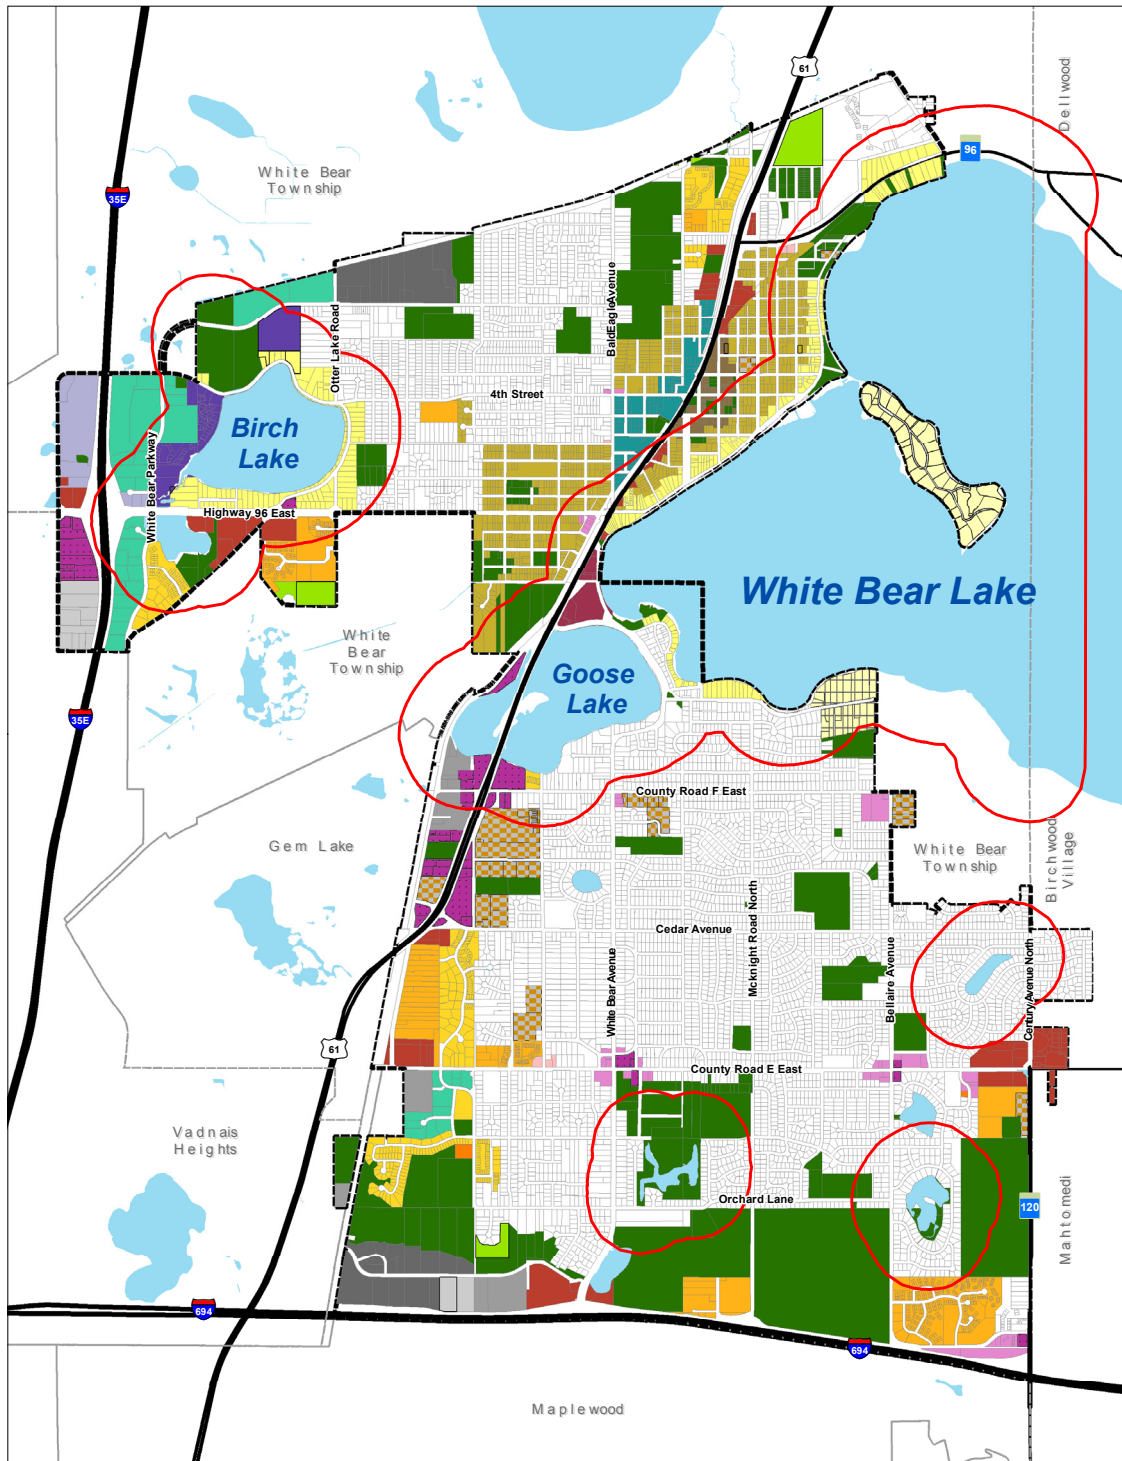 61
Dellwood
96
White Bear
Township
35E
BaldEagleAvenue
Otter Lake Road
4th Street
Birch
Lake
White Bear Parkway
Highway 96 East
White Bear Lake
White
Bear
Township
Goose
Lake
35E
County Road F East
Gem Lake
White Bear
Township
Birchwood
Village
Mcknight Road North
Cedar Avenue
Bellaire Avenue
Century Avenue North
White Bear Avenue
61
County Road E East
Vadnais
Heights
Orchard Lane
120
Mahtomedi
694
694
Maplewood